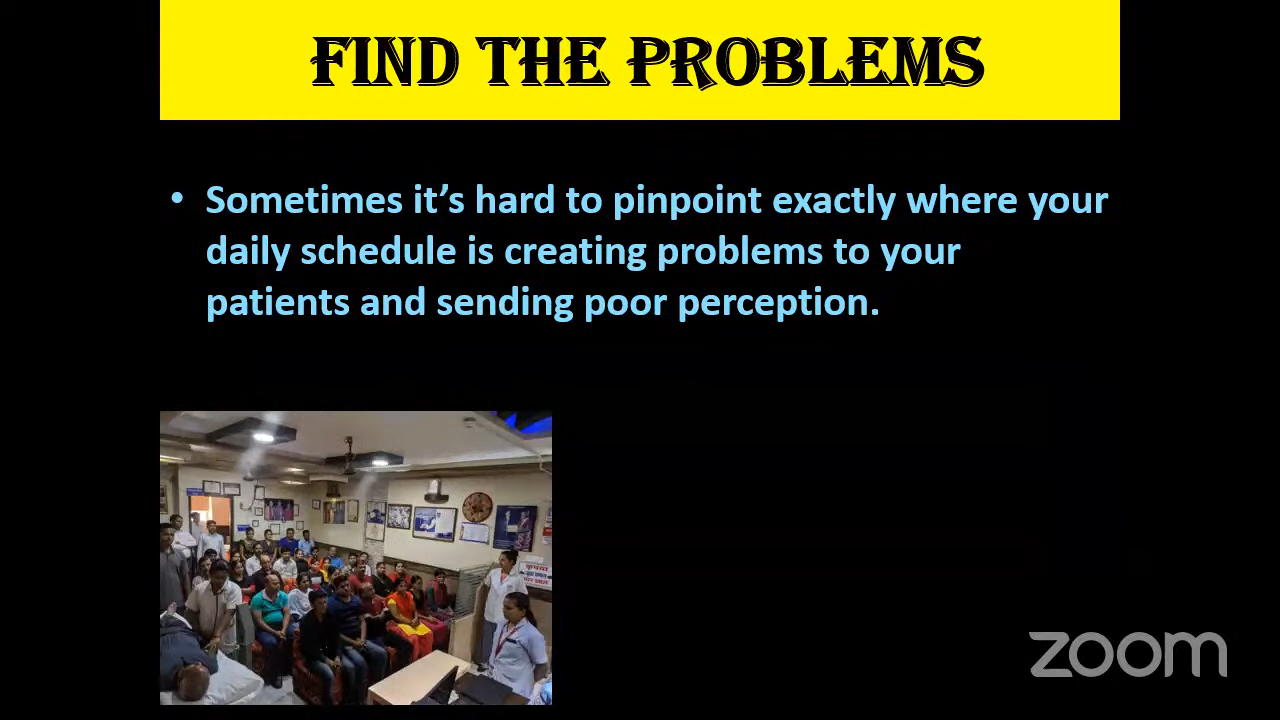 FIND THE PROBLEMS
• Sometimes it's hard to pinpoint exactly where your
daily schedule is creating problems to your
patients and sending poor perception.
कृपया
zoom